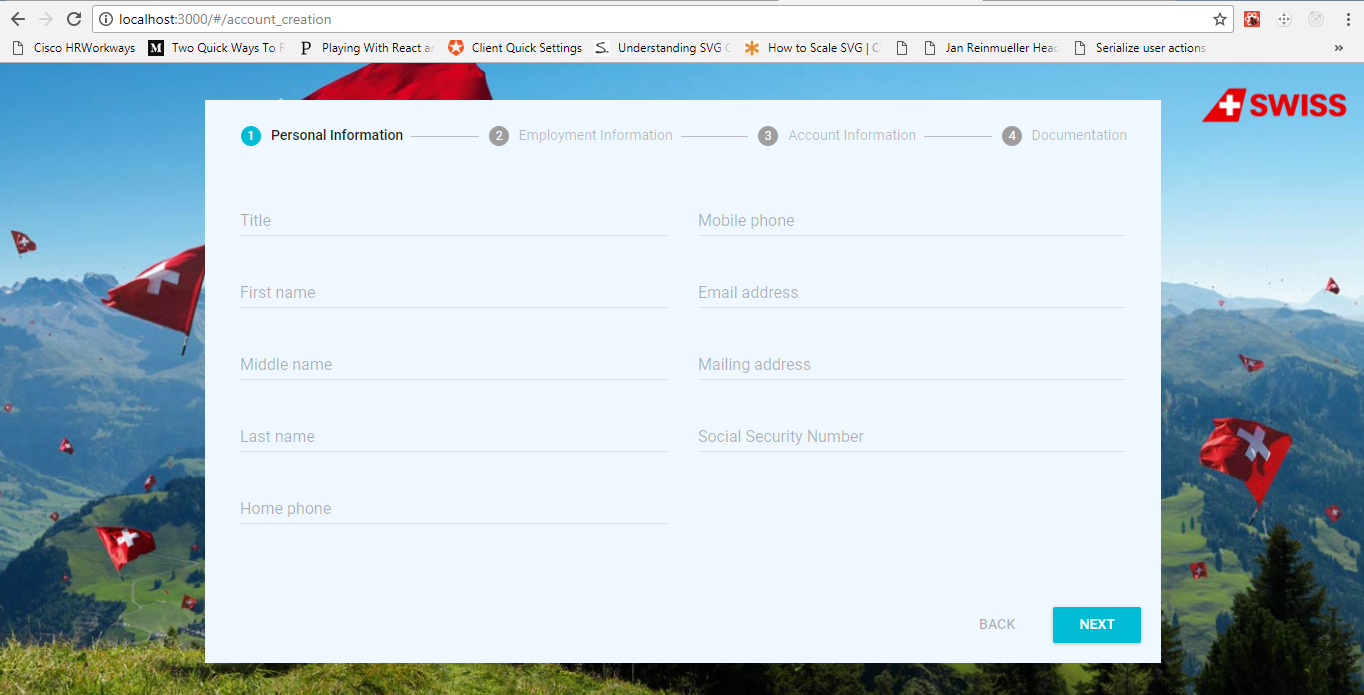 localhost:3000/#/account_creation
Cisco HRWorkways Two Quick Ways To Playing With React Client Quick Settings Understanding SVG How to Scale SVG | Jan Reinmueller Serialize user actions »
SWISS
1 Personal Information 2 Employment Information 3 Account Information 4 Documentation
Title Mobile phone
First name Email address
Middle name Mailing address
Last name Social Security Number
Home phone
BACK NEXT